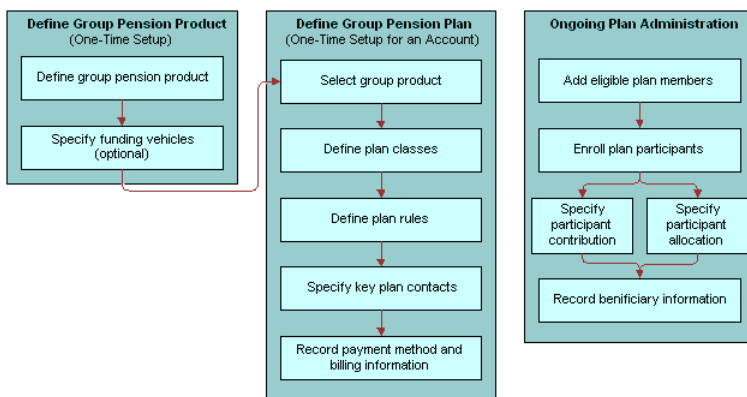 Define Group Pension Product
(One-Time Setup)
Define group pension product
Specify funding vehicles
(optional)
Define Group Pension Plan
(One-Time Setup for an Account)
Select group product
Define plan classes
Define plan rules
Specify key plan contacts
Record payment method and
billing information
Ongoing Plan Administration
Add eligible plan members
Enroll plan participants
Specify
participant
contribution
Specify
participant
allocation
Record benificiary information